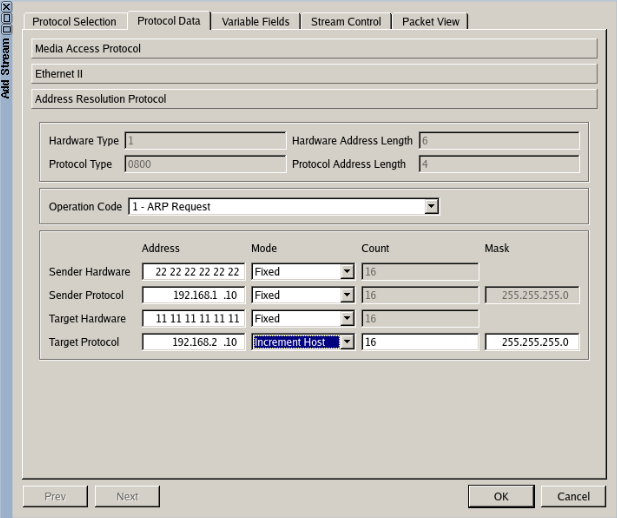 Add Stream
Protocol Selection Protocol Data Variable Fields Stream Control Packet View
Media Access Protocol
Ethernet II
Address Resolution Protocol
Hardware Type 1 Hardware Address Length 6
Protocol Type 0800 Protocol Address Length 4
Operation Code 1 - ARP Request
Address Mode Count Mask
Sender Hardware 22 22 22 22 22 22 Fixed 16
Sender Protocol 192.168.1 .10 Fixed 16 255.255.255.0
Target Hardware 11 11 11 11 11 11 Fixed 16
Target Protocol 192.168.2 .10 Increment Host 16 255.255.255.0
Prev Next OK Cancel